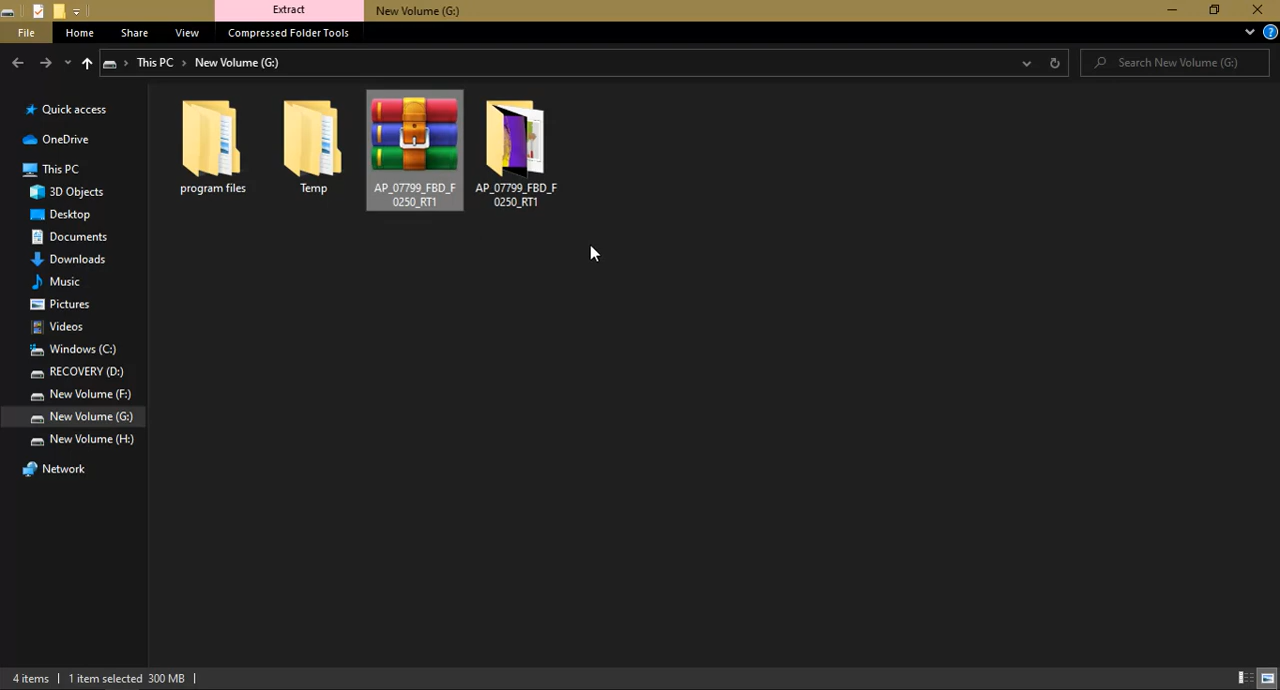 Extract
New Volume (G:)
File
Home
Share
View
Compressed Folder Tools
?
This PC
New Volume (G:)
Search New Volume (G:)
Quick access
OneDrive
This PC
3D Objects
Desktop
Documents
Downloads
Music
Pictures
Videos
Windows (C:)
RECOVERY (D:)
New Volume (F:)
New Volume (G:)
New Volume (H:)
Network
program files
Temp
AP_07799_FBD_F
0250_RT1
AP_07799_FBD_F
0250_RT1
4 items
1 item selected 300 MB